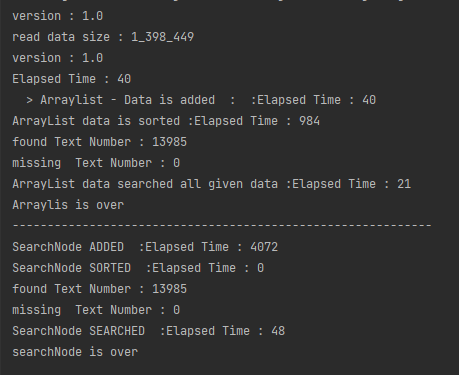 version : 1.0
read data size : 1_398_449
version : 1.0
Elapsed Time : 40
  > Arraylist - Data is added  :  :Elapsed Time : 40
ArrayList data is sorted :Elapsed Time : 984
found Text Number : 13985
missing  Text Number : 0
ArrayList data searched all given data :Elapsed Time : 21
Arraylis is over
------------------------------------------------------------
SearchNode ADDED  :Elapsed Time : 4072
SearchNode SORTED  :Elapsed Time : 0
found Text Number : 13985
missing  Text Number : 0
SearchNode SEARCHED  :Elapsed Time : 48
searchNode is over